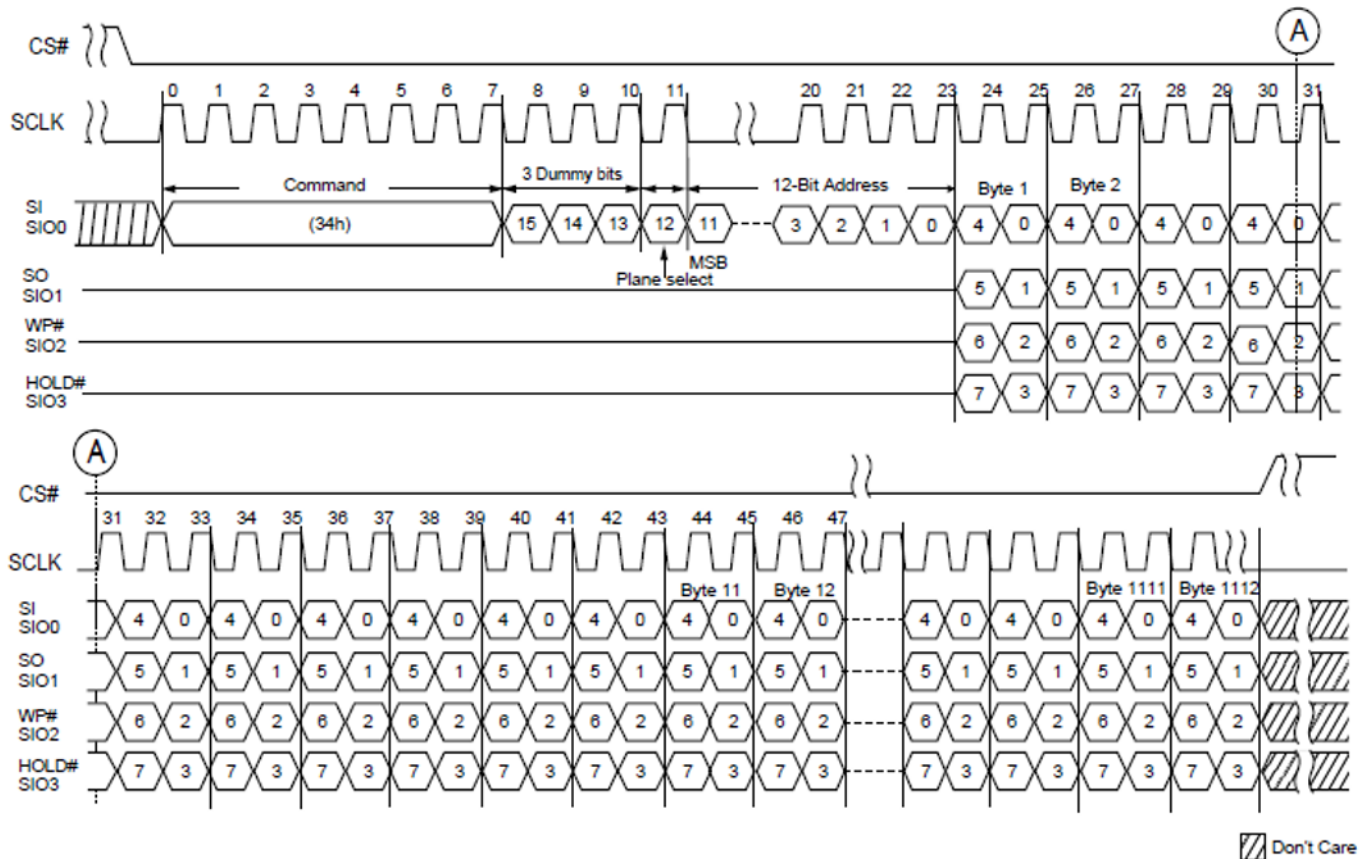 A
CS#
0 1 2 3 4 5 6 7 8 9 10 11 20 21 22 23 24 25 26 27 28 29 30 31
SCLK
Command 3 Dummy bits 12-Bit Address Byte 1 Byte 2
SI
SIO0
(34h) 15 14 13 12 11 3 2 1 0 4 0 4 0 4 0 4 0
MSB
Plane select
SO
SIO1
5 1 5 1 5 1 5 1
WP#
SIO2
6 2 6 2 6 2 6 2
HOLD#
SIO3
7 3 7 3 7 3 7 3
A
CS#
31 32 33 34 35 36 37 38 39 40 41 42 43 44 45 46 47
SCLK
Byte 11 Byte 12 Byte 1111 Byte 1112
SI
SIO0
4 0 4 0 4 0 4 0 4 0 4 0 4 0 4 0 4 0 4 0 4 0 4 0
SO
SIO1
5 1 5 1 5 1 5 1 5 1 5 1 5 1 5 1 5 1 5 1 5 1 5 1
WP#
SIO2
6 2 6 2 6 2 6 2 6 2 6 2 6 2 6 2 6 2 6 2 6 2 6 2
HOLD#
SIO3
7 3 7 3 7 3 7 3 7 3 7 3 7 3 7 3 7 3 7 3 7 3 7 3
Don't Care